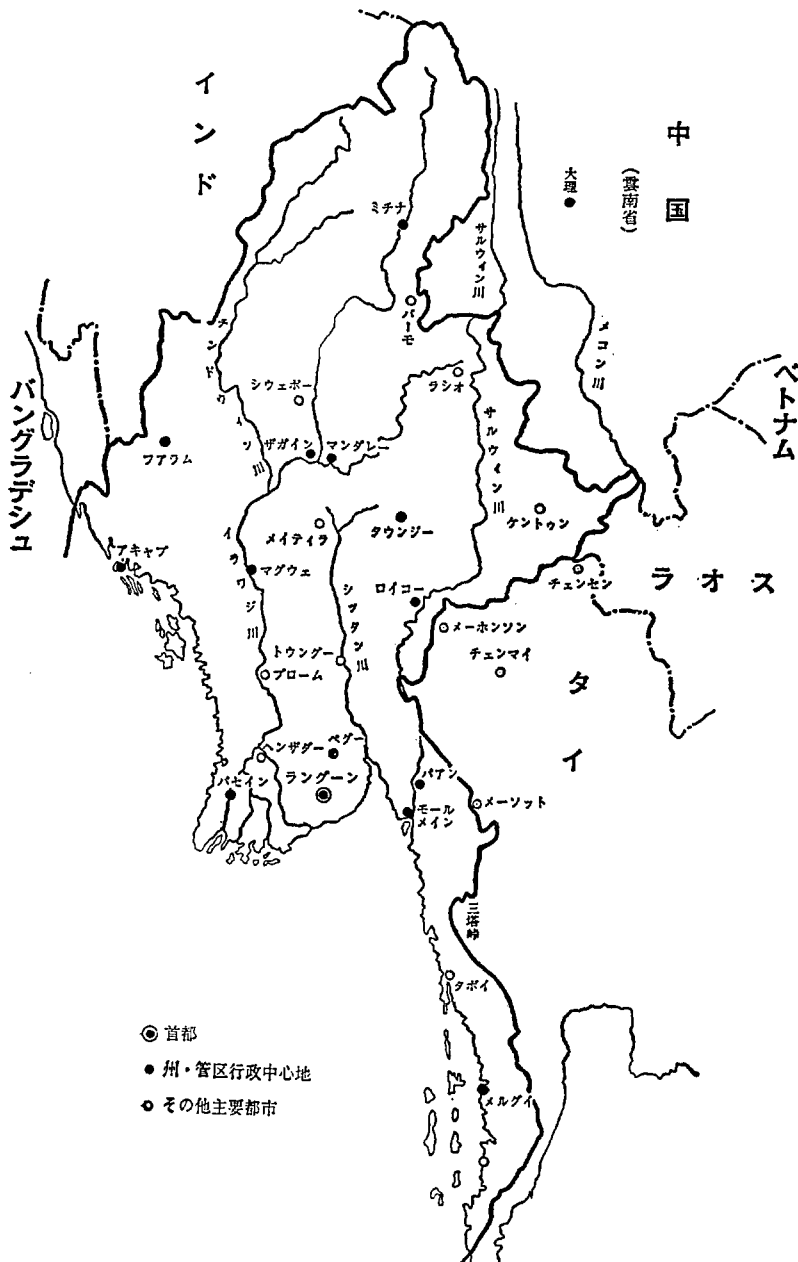 インド
中国
(雲南省)
大理
ミチナ
サルウィン川
バーモ
メコン川
チンドウィン川
シウェボー
ラシオ
ベトナム
バングラデシュ
ファラム
ザガイン
マンダレー
サルウィン川
メイティラ
タウンジー
ケントゥン
アキャブ
マグウェ
イラワジ川
シッタン川
ロイコー
チェンセン
ラオス
メーホンソン
チェンマイ
トウングー
プローム
タイ
ヘンザダー
ペグー
バセイン
ラングーン
パアン
モール
メイン
メーソット
三塔峠
タボイ
メルグイ
首都
州・管区行政中心地
その他主要都市